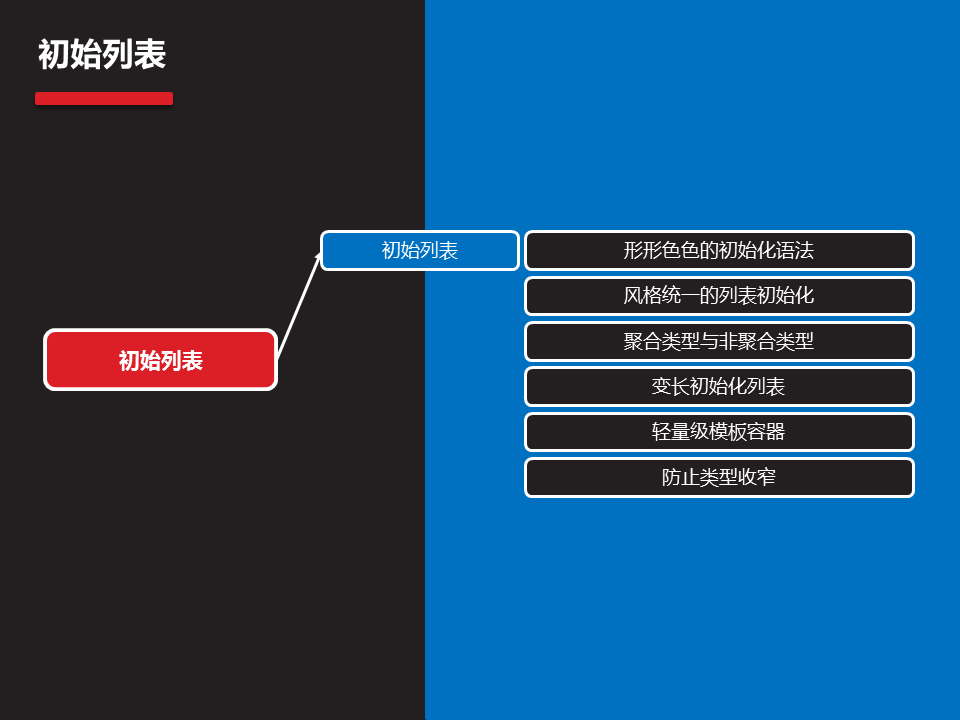 初始列表
初始列表
初始列表
形形色色的初始化语法
风格统一的列表初始化
聚合类型与非聚合类型
变长初始化列表
轻量级模板容器
防止类型收窄